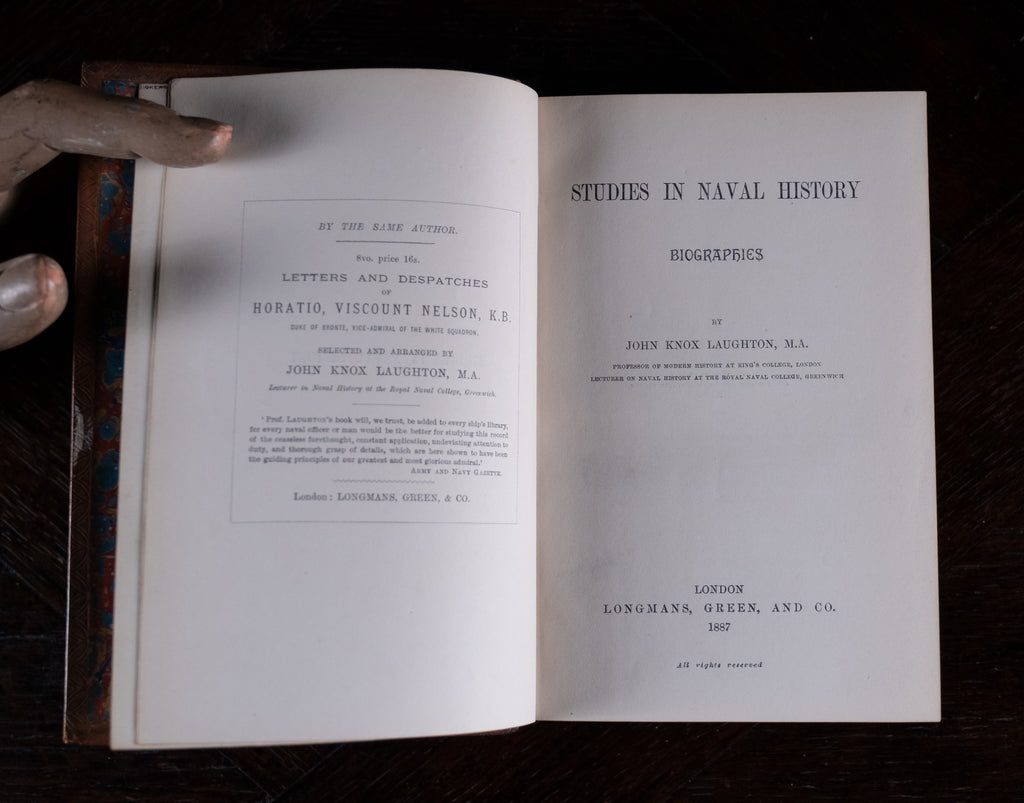 BY THE SAME AUTHOR.
8vo. price 16s.
LETTERS AND DESPATCHES
OF
HORATIO, VISCOUNT NELSON, K.B.
DUKE OF BRONTE, VICE-ADMIRAL OF THE WHITE SQUADRON.
SELECTED AND ARRANGED BY
JOHN KNOX LAUGHTON, M.A.
Lecturer in Naval History at the Royal Naval College, Greenwich.
'Prof. LAUGHTON'S book will, we trust, be added to every ship's library,
for every naval officer or man would be the better for studying this record
of the ceaseless forethought, constant application, undeviating attention to
duty, and thorough grasp of details, which are here shown to have been
the guiding principles of our greatest and most glorious admiral.'
ARMY AND NAVY GAZETTE.
London: LONGMANS, GREEN, & CO.
STUDIES IN NAVAL HISTORY
BIOGRAPHIES
BY
JOHN KNOX LAUGHTON, M.A.
PROFESSOR OF MODERN HISTORY AT KING'S COLLEGE, LONDON
LECTURER ON NAVAL HISTORY AT THE ROYAL NAVAL COLLEGE, GREENWICH
LONDON
LONGMANS, GREEN, AND CO.
1887
All rights reserved